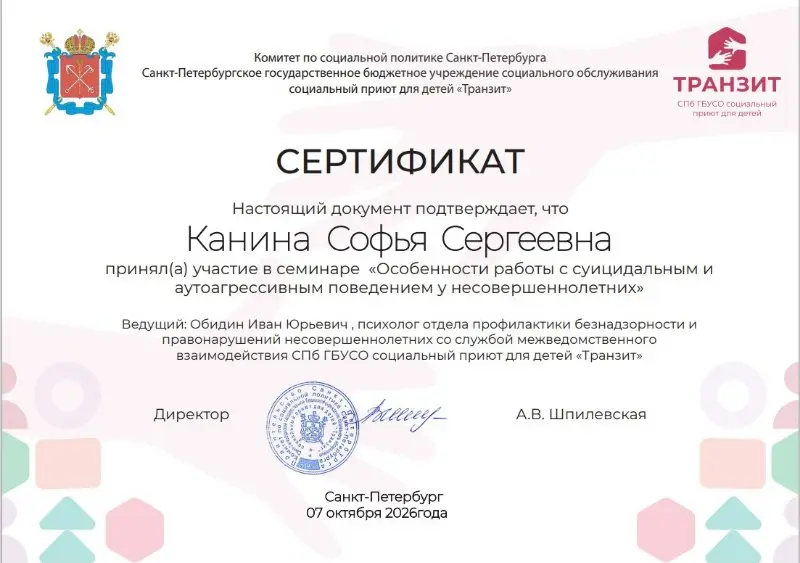 Комитет по социальной политике Санкт-Петербурга
Санкт-Петербургское государственное бюджетное учреждение социального обслуживания
социальный приют для детей «Транзит»
ТРАНЗИТ
СПб ГБУСО социальный
приют для детей
СЕРТИФИКАТ
Настоящий документ подтверждает, что
Канина Софья Сергеевна
принял(а) участие в семинаре «Особенности работы с суицидальным и
аутоагрессивным поведением у несовершеннолетних»
Ведущий: Обидин Иван Юрьевич , психолог отдела профилактики безнадзорности и
правонарушений несовершеннолетних со службой межведомственного
взаимодействия СПб ГБУСО социальный приют для детей «Транзит»
Директор
А.В. Шпилевская
Санкт-Петербург
07 октября 2026года